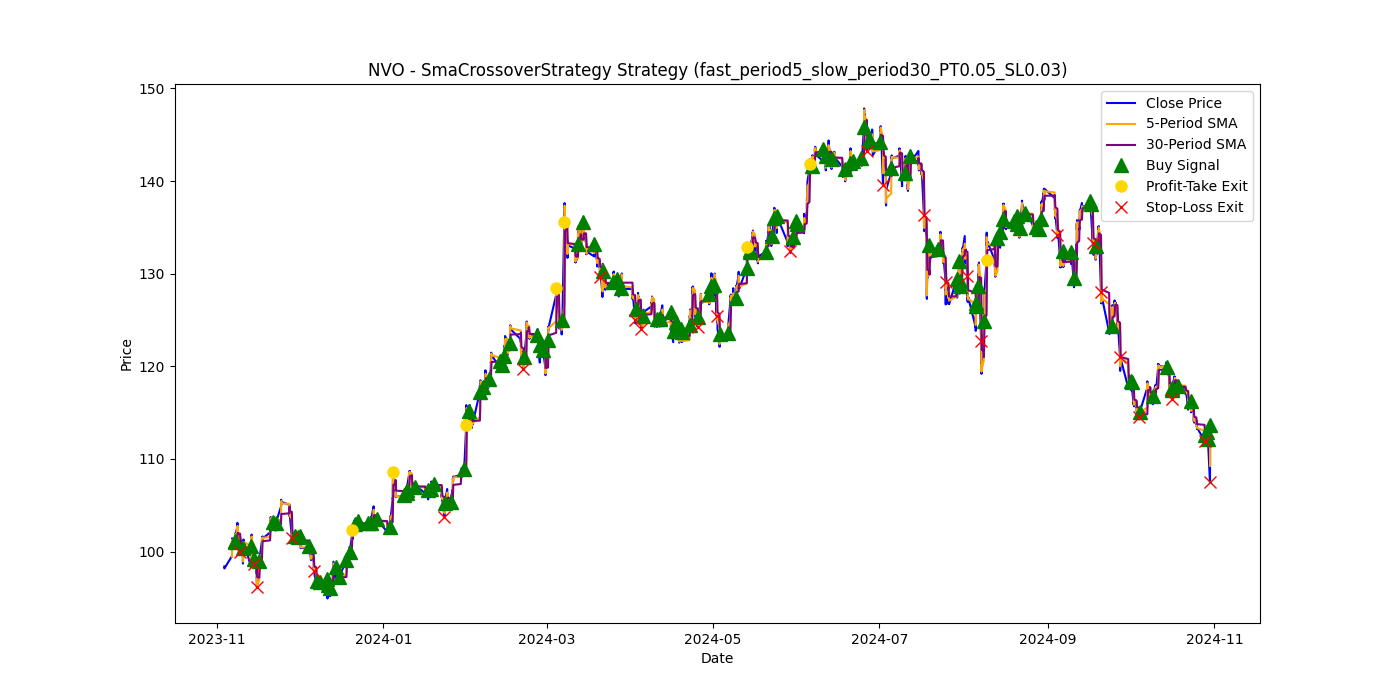 NVO - SmaCrossoverStrategy Strategy (fast_period5_slow_period30_PT0.05_SL0.03)
Close Price
5-Period SMA
30-Period SMA
Buy Signal
Profit-Take Exit
Stop-Loss Exit
Price
150
140
130
120
110
100
2023-11
2024-01
2024-03
2024-05
2024-07
2024-09
2024-11
Date